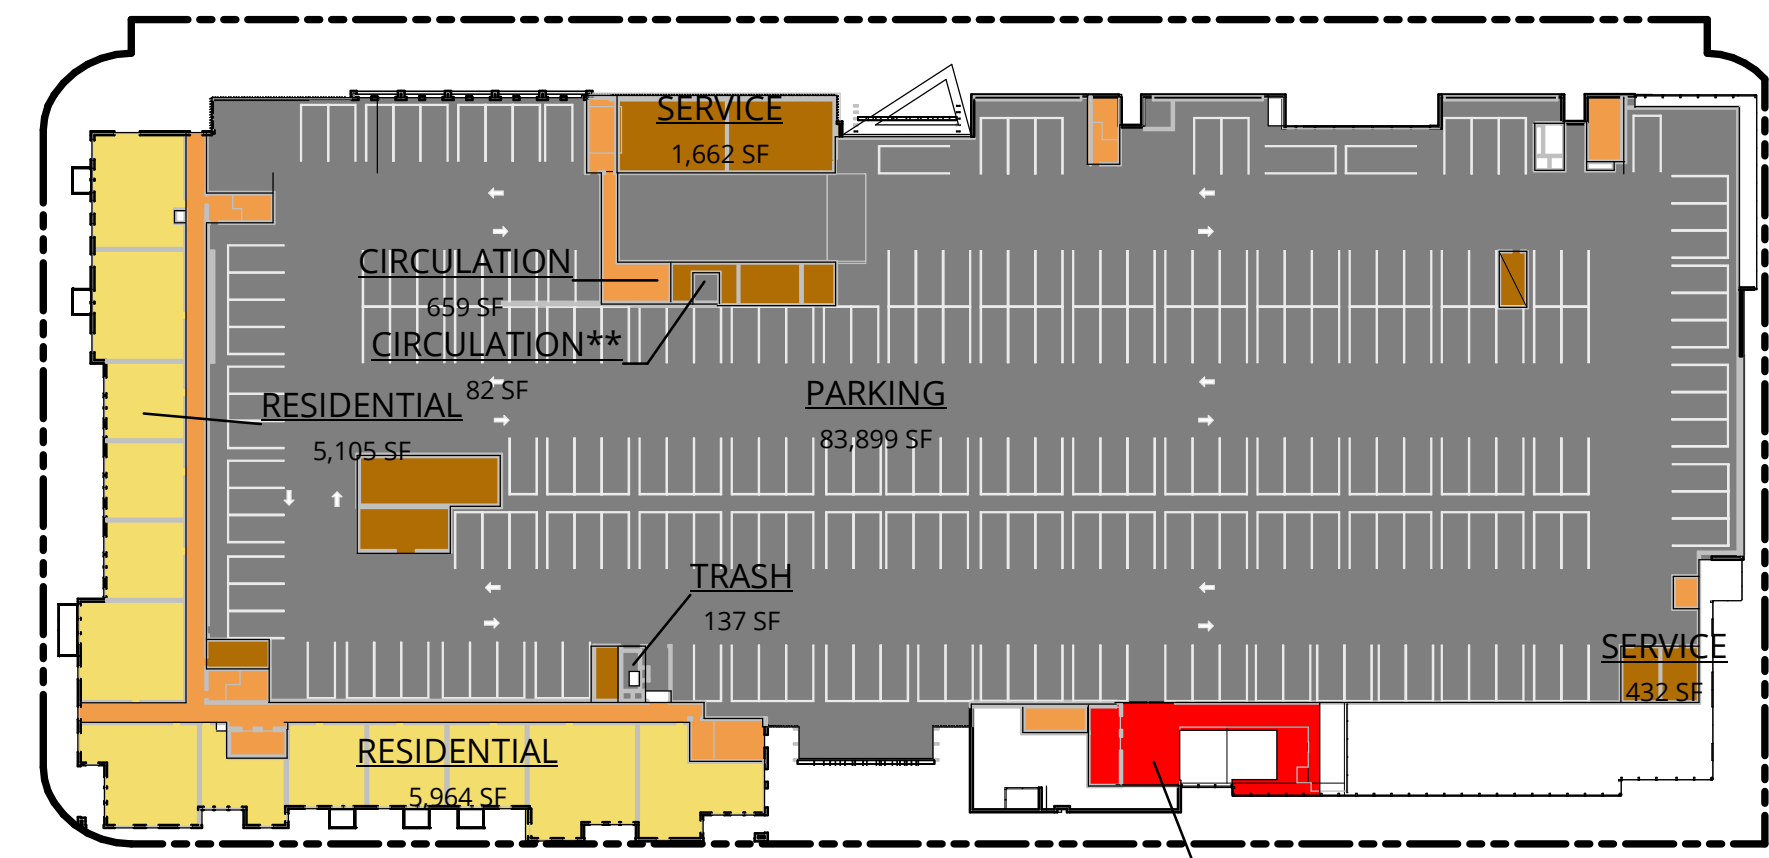 SERVICE
1,662 SF
CIRCULATION
659 SF
CIRCULATION**
82 SF
RESIDENTIAL
5,105 SF
PARKING
83,899 SF
TRASH
137 SF
SERVICE
432 SF
RESIDENTIAL
5,964 SF